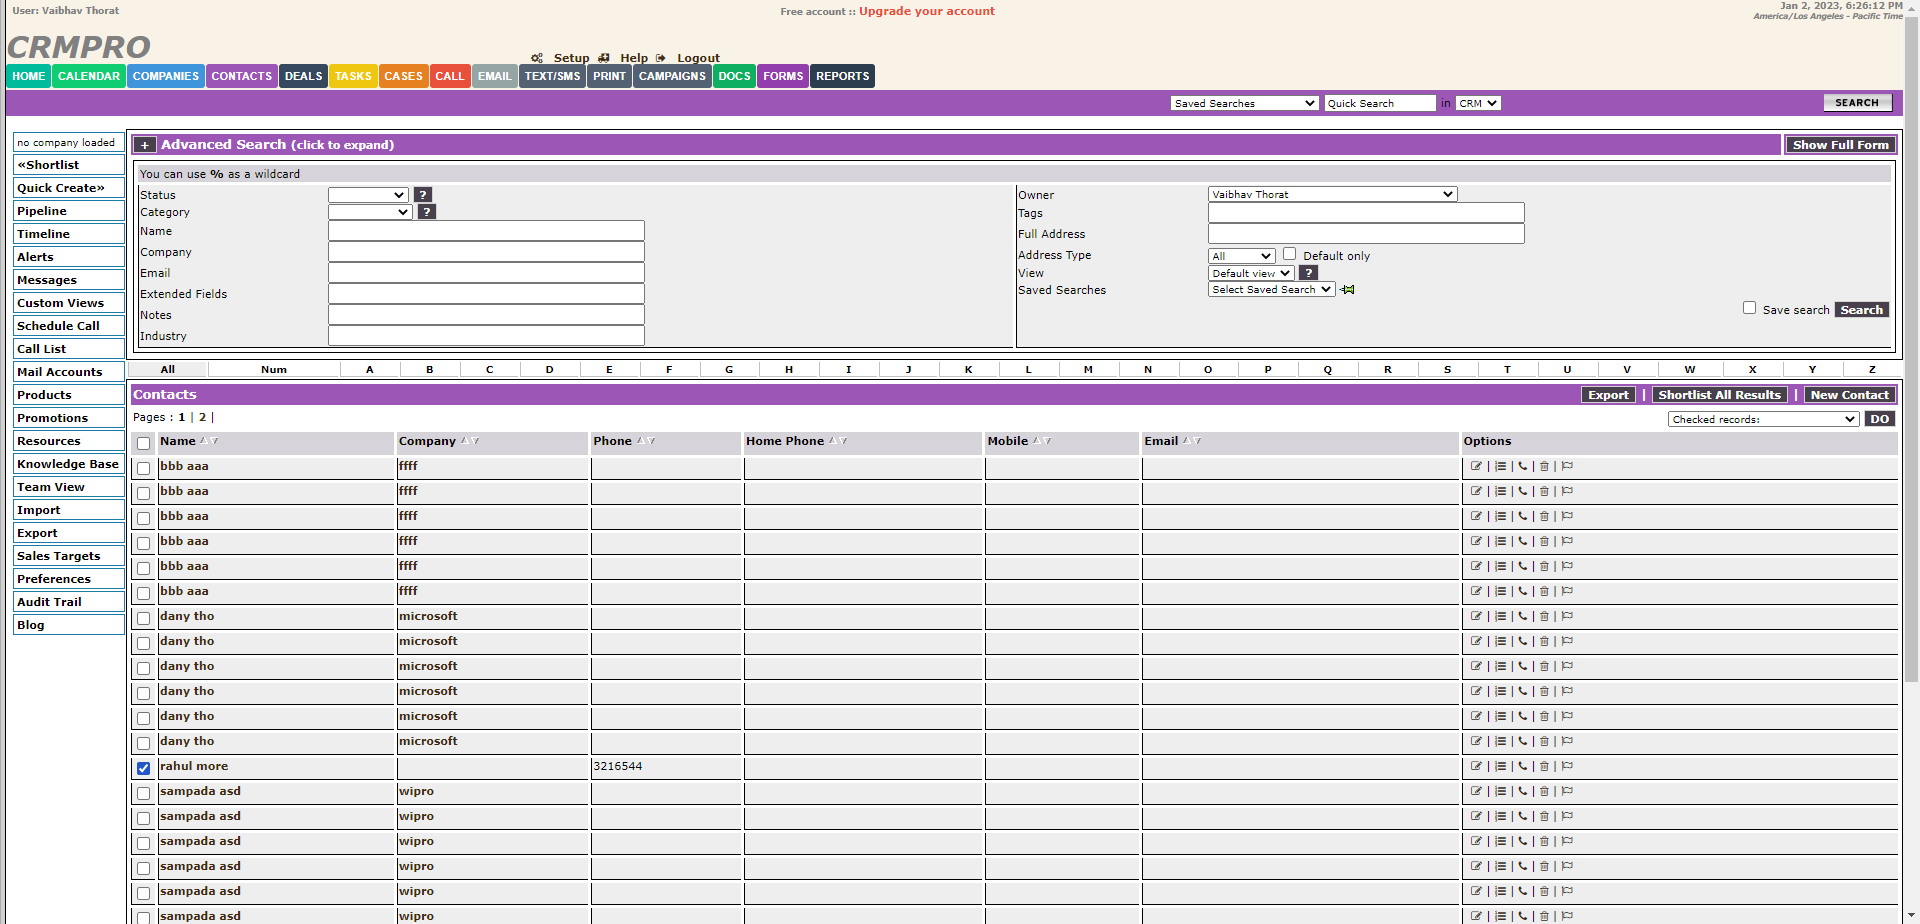 User: Vaibhav Thorat
Free account :: Upgrade your account
Jan 2, 2023, 6:26:12 PM
America/Los Angeles - Pacific Time
CRMPRO
Setup Help Logout
HOME CALENDAR COMPANIES CONTACTS DEALS TASKS CASES CALL EMAIL TEXT/SMS PRINT CAMPAIGNS DOCS FORMS REPORTS
Saved Searches Quick Search in CRM SEARCH
no company loaded
«Shortlist
Quick Create»
Pipeline
Timeline
Alerts
Messages
Custom Views
Schedule Call
Call List
Mail Accounts
Products
Promotions
Resources
Knowledge Base
Team View
Import
Export
Sales Targets
Preferences
Audit Trail
Blog
+ Advanced Search (click to expand) Show Full Form
You can use % as a wildcard
Status ?
Category ?
Name
Company
Email
Extended Fields
Notes
Industry
Owner Vaibhav Thorat
Tags
Full Address
Address Type All Default only
View Default view ?
Saved Searches Select Saved Search
Save search Search
All Num A B C D E F G H I J K L M N O P Q R S T U V W X Y Z
Contacts Export | Shortlist All Results | New Contact
Pages : 1 | 2 |
Checked records: DO
Name Company Phone Home Phone Mobile Email Options
bbb aaa ffff
bbb aaa ffff
bbb aaa ffff
bbb aaa ffff
bbb aaa ffff
bbb aaa ffff
dany tho microsoft
dany tho microsoft
dany tho microsoft
dany tho microsoft
dany tho microsoft
dany tho microsoft
rahul more 3216544
sampada asd wipro
sampada asd wipro
sampada asd wipro
sampada asd wipro
sampada asd wipro
sampada asd wipro